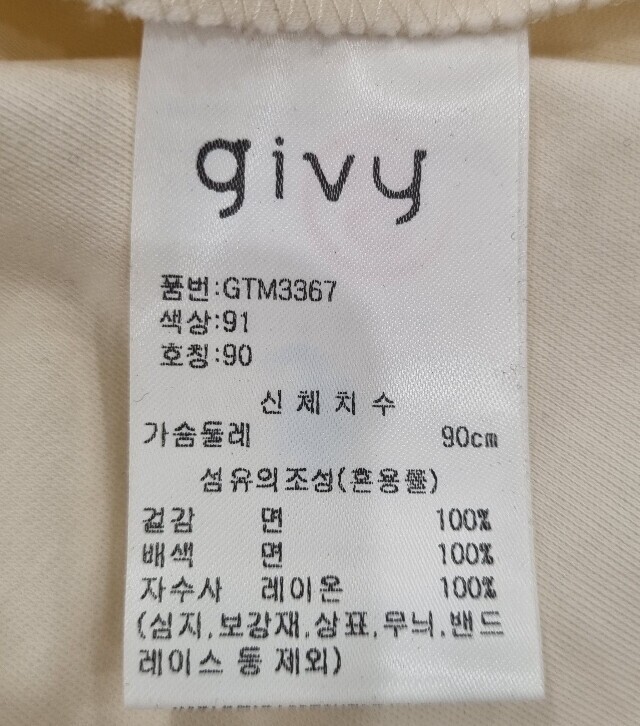 givy
품번:GTM3367
색상:91
호칭:90
신체치수
가슴둘레 90cm
섬유의조성(혼용률)
겉감 면 100%
배색 면 100%
자수사 레이온 100%
(심지,보강재,상표,무늬,밴드
레이스 등 제외)